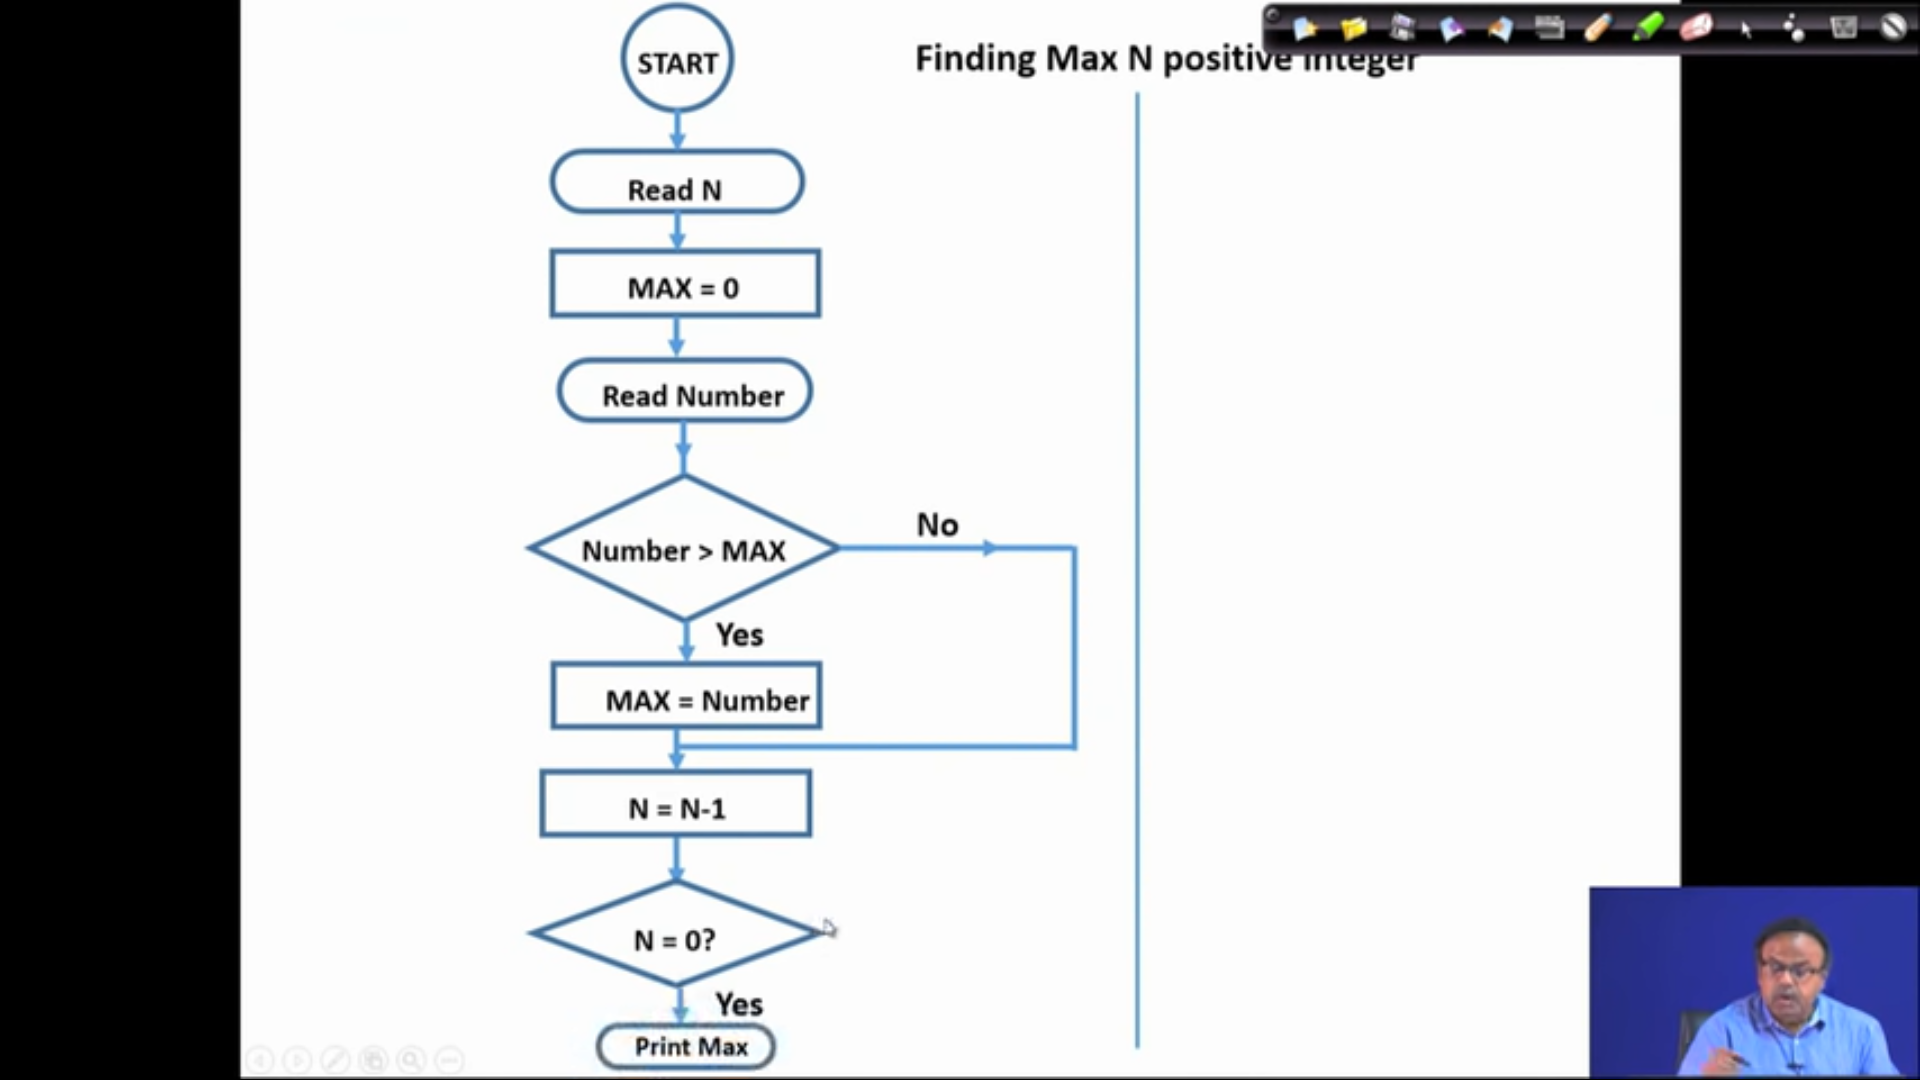 START
Finding Max N positive integer
Read N
MAX = 0
Read Number
Number > MAX
No
Yes
MAX = Number
N = N-1
N = 0?
Yes
Print Max